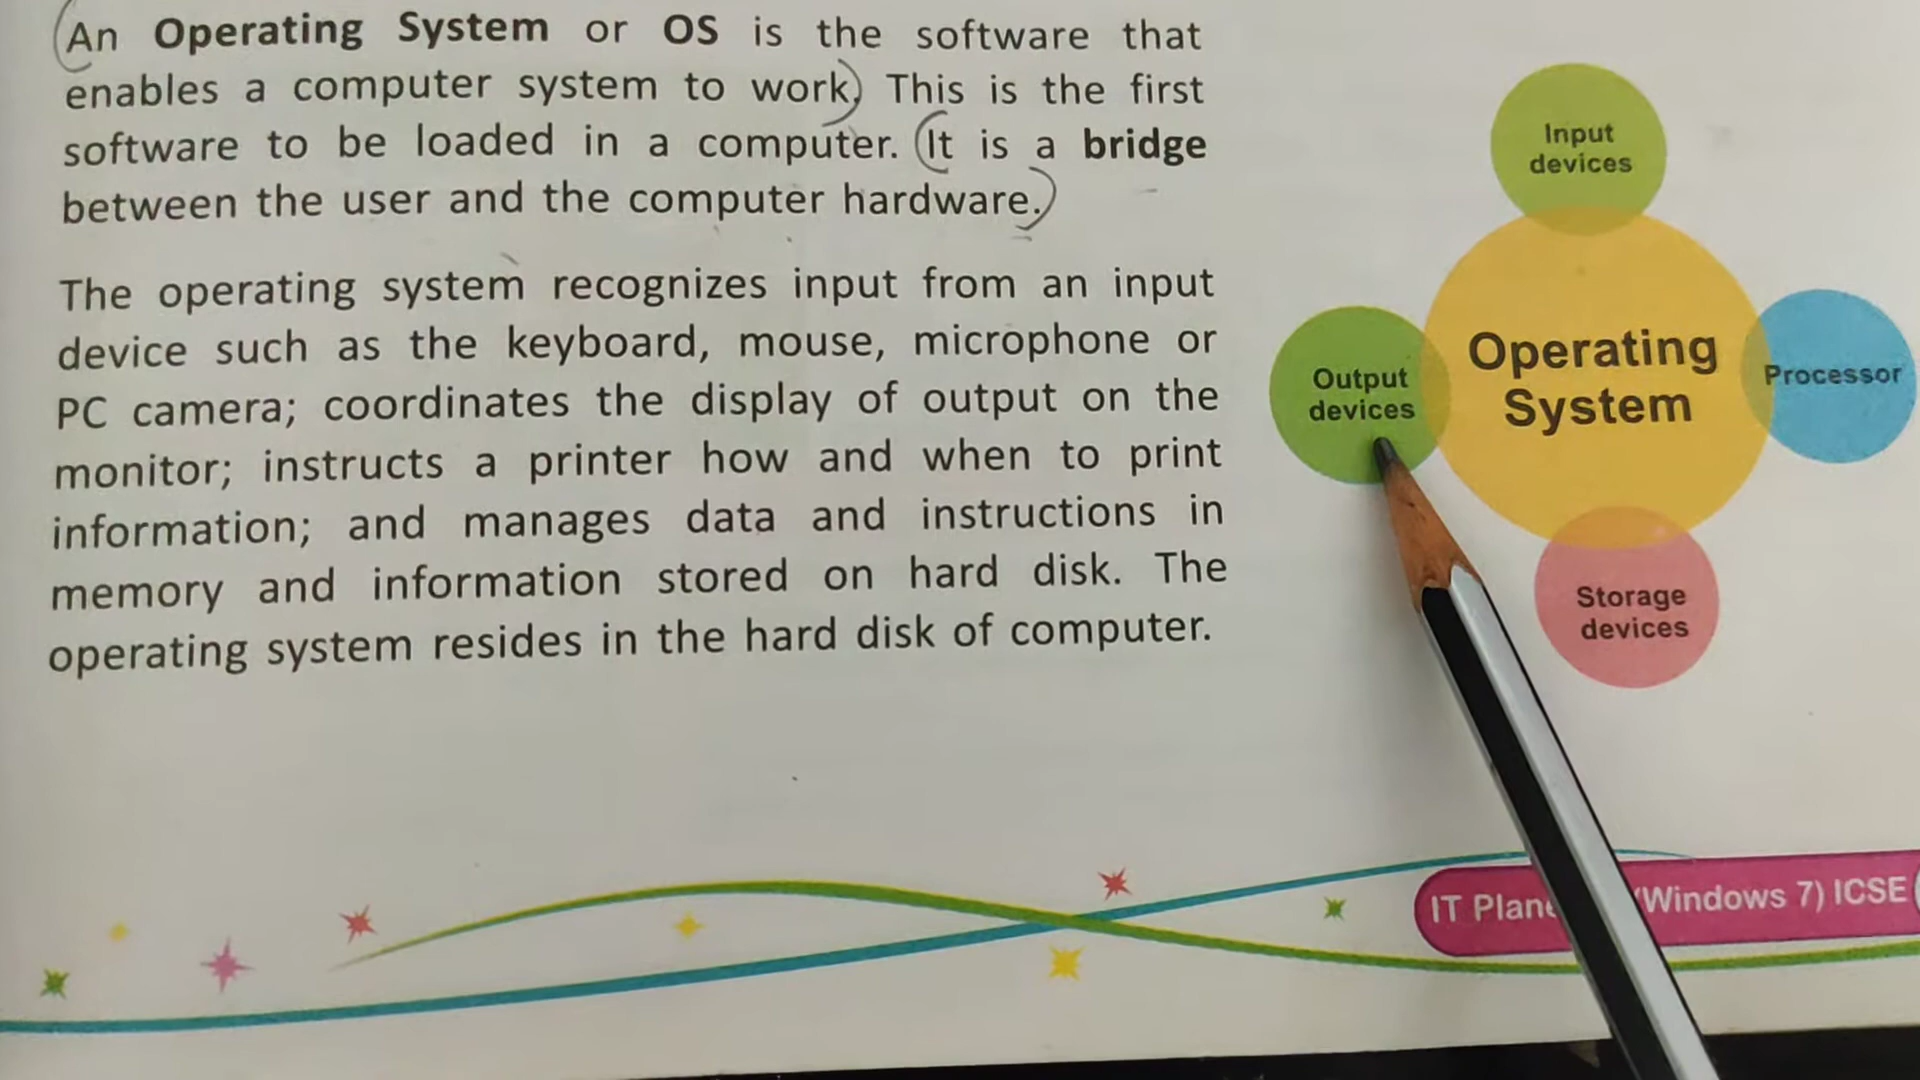 An Operating System or OS is the software that
enables a computer system to work. This is the first
software to be loaded in a computer. It is a bridge
between the user and the computer hardware.
The operating system recognizes input from an input
device such as the keyboard, mouse, microphone or
PC camera; coordinates the display of output on the
monitor; instructs a printer how and when to print
information; and manages data and instructions in
memory and information stored on hard disk. The
operating system resides in the hard disk of computer.
Input
devices
Output
devices
Operating
System
Processor
Storage
devices
IT (Windows 7) ICSE